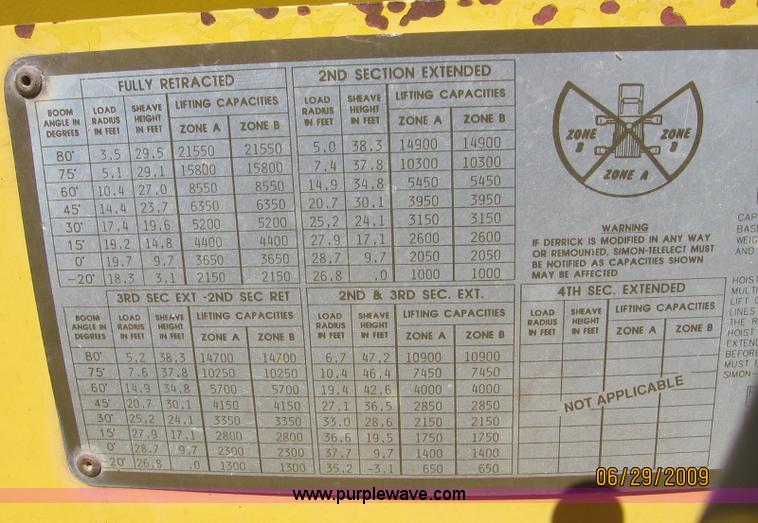 FULLY RETRACTED 2ND SECTION EXTENDED
BOOM ANGLE IN DEGREES LOAD RADIUS IN FEET SHEAVE HEIGHT IN FEET LIFTING CAPACITIES ZONE A ZONE B LOAD RADIUS IN FEET SHEAVE HEIGHT IN FEET LIFTING CAPACITIES ZONE A ZONE B
80° 3.5 29.5 21550 21550 5.0 38.3 14900 14900
75° 5.1 29.1 15800 15800 7.4 37.8 10300 10300
60° 10.4 27.0 8550 8550 14.9 34.8 5450 5450
45° 14.4 23.7 6350 6350 20.7 30.1 3950 3950
30° 17.4 19.6 5200 5200 25.2 24.1 3150 3150
15° 19.2 14.8 4400 4400 27.9 17.1 2600 2600
0° 19.7 9.7 3650 3650 28.7 9.7 2050 2050
-20° 18.3 3.1 2150 2150 26.8 .0 1000 1000
ZONE B ZONE B
ZONE A
WARNING
IF DERRICK IS MODIFIED IN ANY WAY
OR REMOUNTED, SIMON-TELELECT MUST
BE NOTIFIED AS CAPACITIES SHOWN
MAY BE AFFECTED
3RD SEC EXT -2ND SEC RET 2ND & 3RD SEC. EXT. 4TH SEC. EXTENDED
BOOM ANGLE IN DEGREES LOAD RADIUS IN FEET SHEAVE HEIGHT IN FEET LIFTING CAPACITIES ZONE A ZONE B LOAD RADIUS IN FEET SHEAVE HEIGHT IN FEET LIFTING CAPACITIES ZONE A ZONE B LOAD RADIUS IN FEET SHEAVE HEIGHT IN FEET LIFTING CAPACITIES ZONE A ZONE B
80° 5.2 38.3 14700 14700 6.7 47.2 10900 10900
75° 7.6 37.8 10250 10250 10.4 46.4 7450 7450
60° 14.9 34.8 5700 5700 19.4 42.6 4000 4000
45° 20.7 30.1 4150 4150 27.1 36.5 2850 2850
30° 25.2 24.1 3350 3350 33.0 28.6 2150 2150
15° 27.9 17.1 2800 2800 36.6 19.5 1750 1750
0° 28.7 9.7 2300 2300 37.7 9.7 1400 1400
-20° 26.8 .0 1300 1300 35.2 -3.1 650 650
NOT APPLICABLE
CAP
BASE
WEIG
AND
HOIST
MULTI
LIFT C
LINES
THE R
HOIST
EXTEND
BEFORE
MUST B
SIMON-
06/29/2009
www.purplewave.com